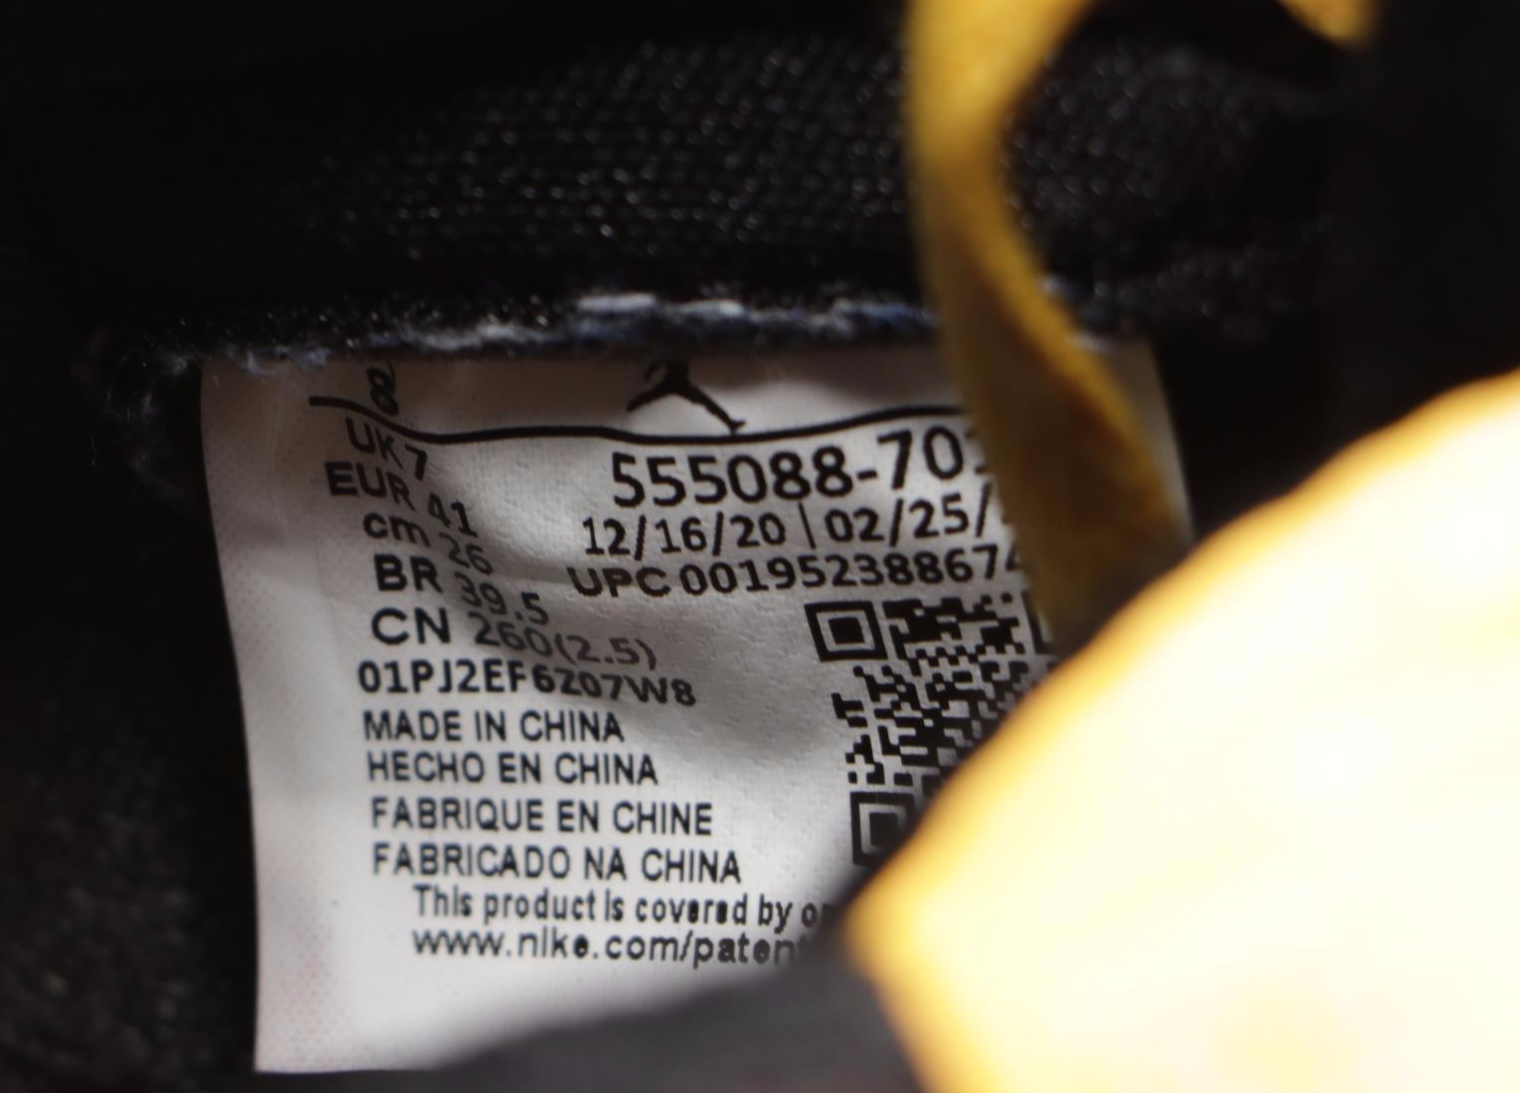 8
UK 7
EUR 41
cm 26
BR 39.5
CN 260(2.5)
01PJ2EF6Z07W8
555088-70
12/16/20 | 02/25/
UPC 00195238867
MADE IN CHINA
HECHO EN CHINA
FABRIQUE EN CHINE
FABRICADO NA CHINA
This product is covered by
www.nike.com/paten